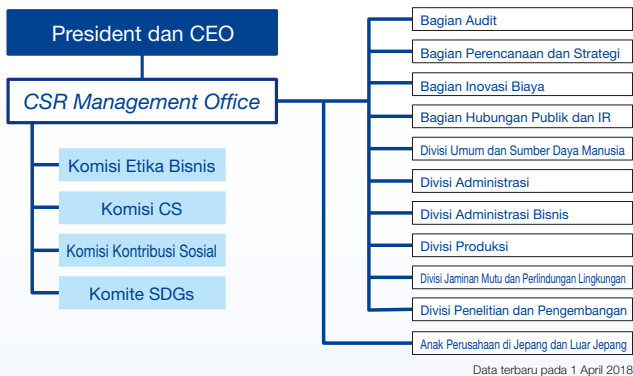 President dan CEO
CSR Management Office
Komisi Etika Bisnis
Komisi CS
Komisi Kontribusi Sosial
Komite SDGs
Bagian Audit
Bagian Perencanaan dan Strategi
Bagian Inovasi Biaya
Bagian Hubungan Publik dan IR
Divisi Umum dan Sumber Daya Manusia
Divisi Administrasi
Divisi Administrasi Bisnis
Divisi Produksi
Divisi Jaminan Mutu dan Perlindungan Lingkungan
Divisi Penelitian dan Pengembangan
Anak Perusahaan di Jepang dan Luar Jepang
Data terbaru pada 1 April 2018